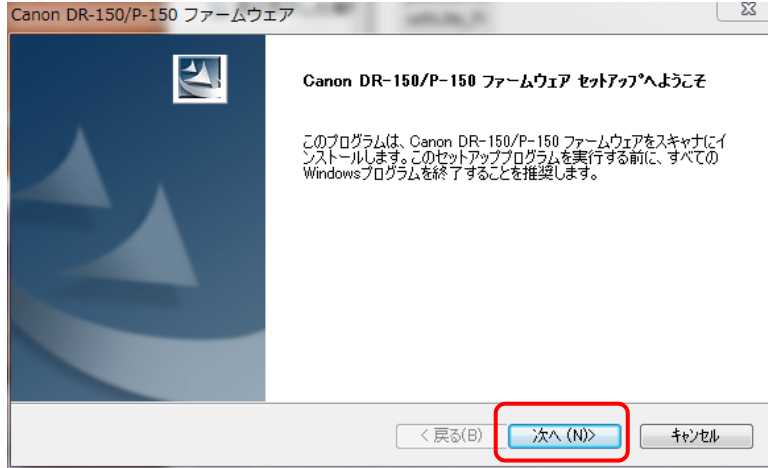 Canon DR-150/P-150 ファームウェア
Canon DR-150/P-150 ファームウェア セットアップへようこそ
このプログラムは、Canon DR-150/P-150 ファームウェアをスキャナにイ
ンストールします。このセットアッププログラムを実行する前に、すべての
Windowsプログラムを終了することを推奨します。
< 戻る(B)
次へ (N)>
キャンセル